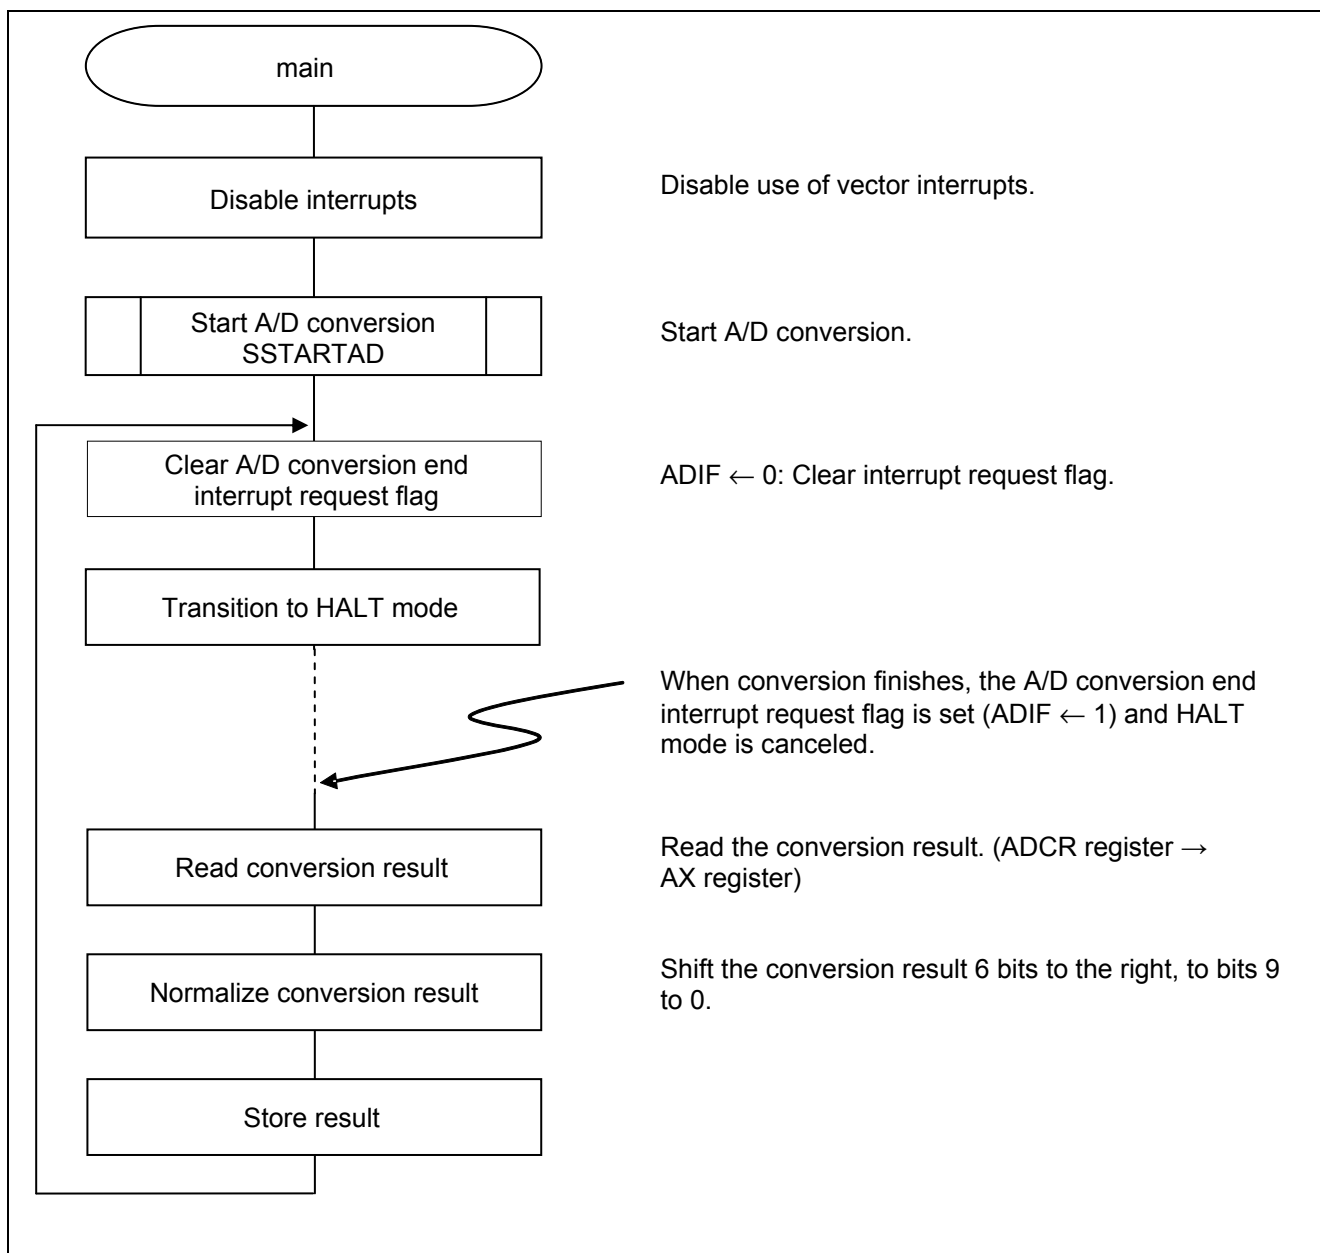 main
Disable interrupts
Disable use of vector interrupts.
Start A/D conversion
SSTARTAD
Start A/D conversion.
Clear A/D conversion end
interrupt request flag
ADIF ← 0: Clear interrupt request flag.
Transition to HALT mode
When conversion finishes, the A/D conversion end
interrupt request flag is set (ADIF ← 1) and HALT
mode is canceled.
Read conversion result
Read the conversion result. (ADCR register →
AX register)
Normalize conversion result
Shift the conversion result 6 bits to the right, to bits 9
to 0.
Store result